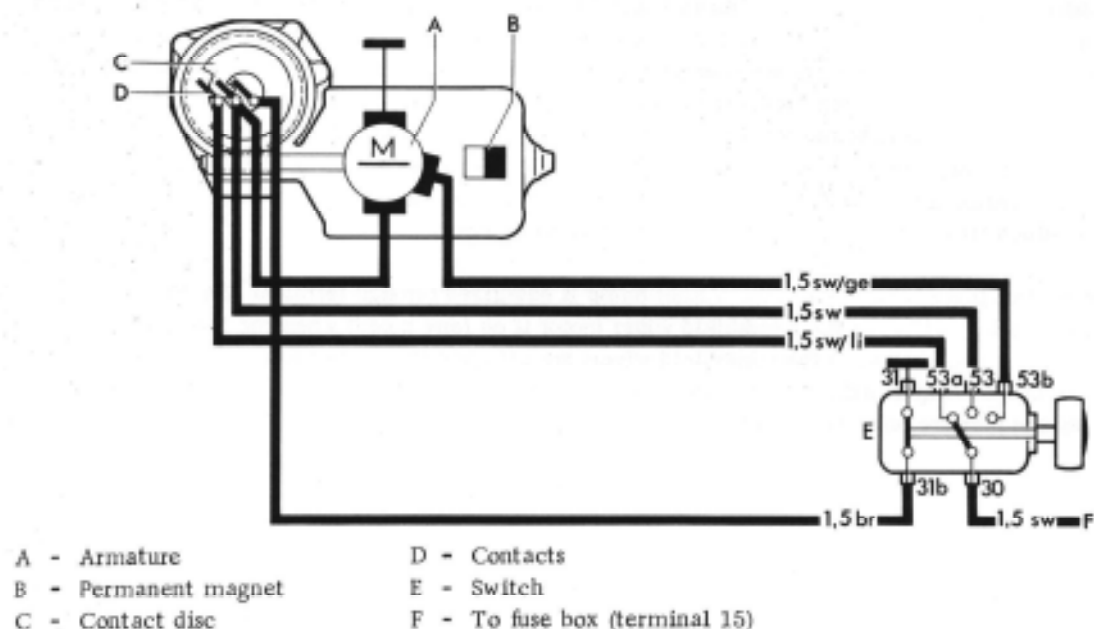 A B
C
D
M
1,5 sw/ge
1,5 sw
1,5 sw/li
31 53a 53 53b
E
31b 30
1,5 br 1,5 sw F
A - Armature D - Contacts
B - Permanent magnet E - Switch
C - Contact disc F - To fuse box (terminal 15)